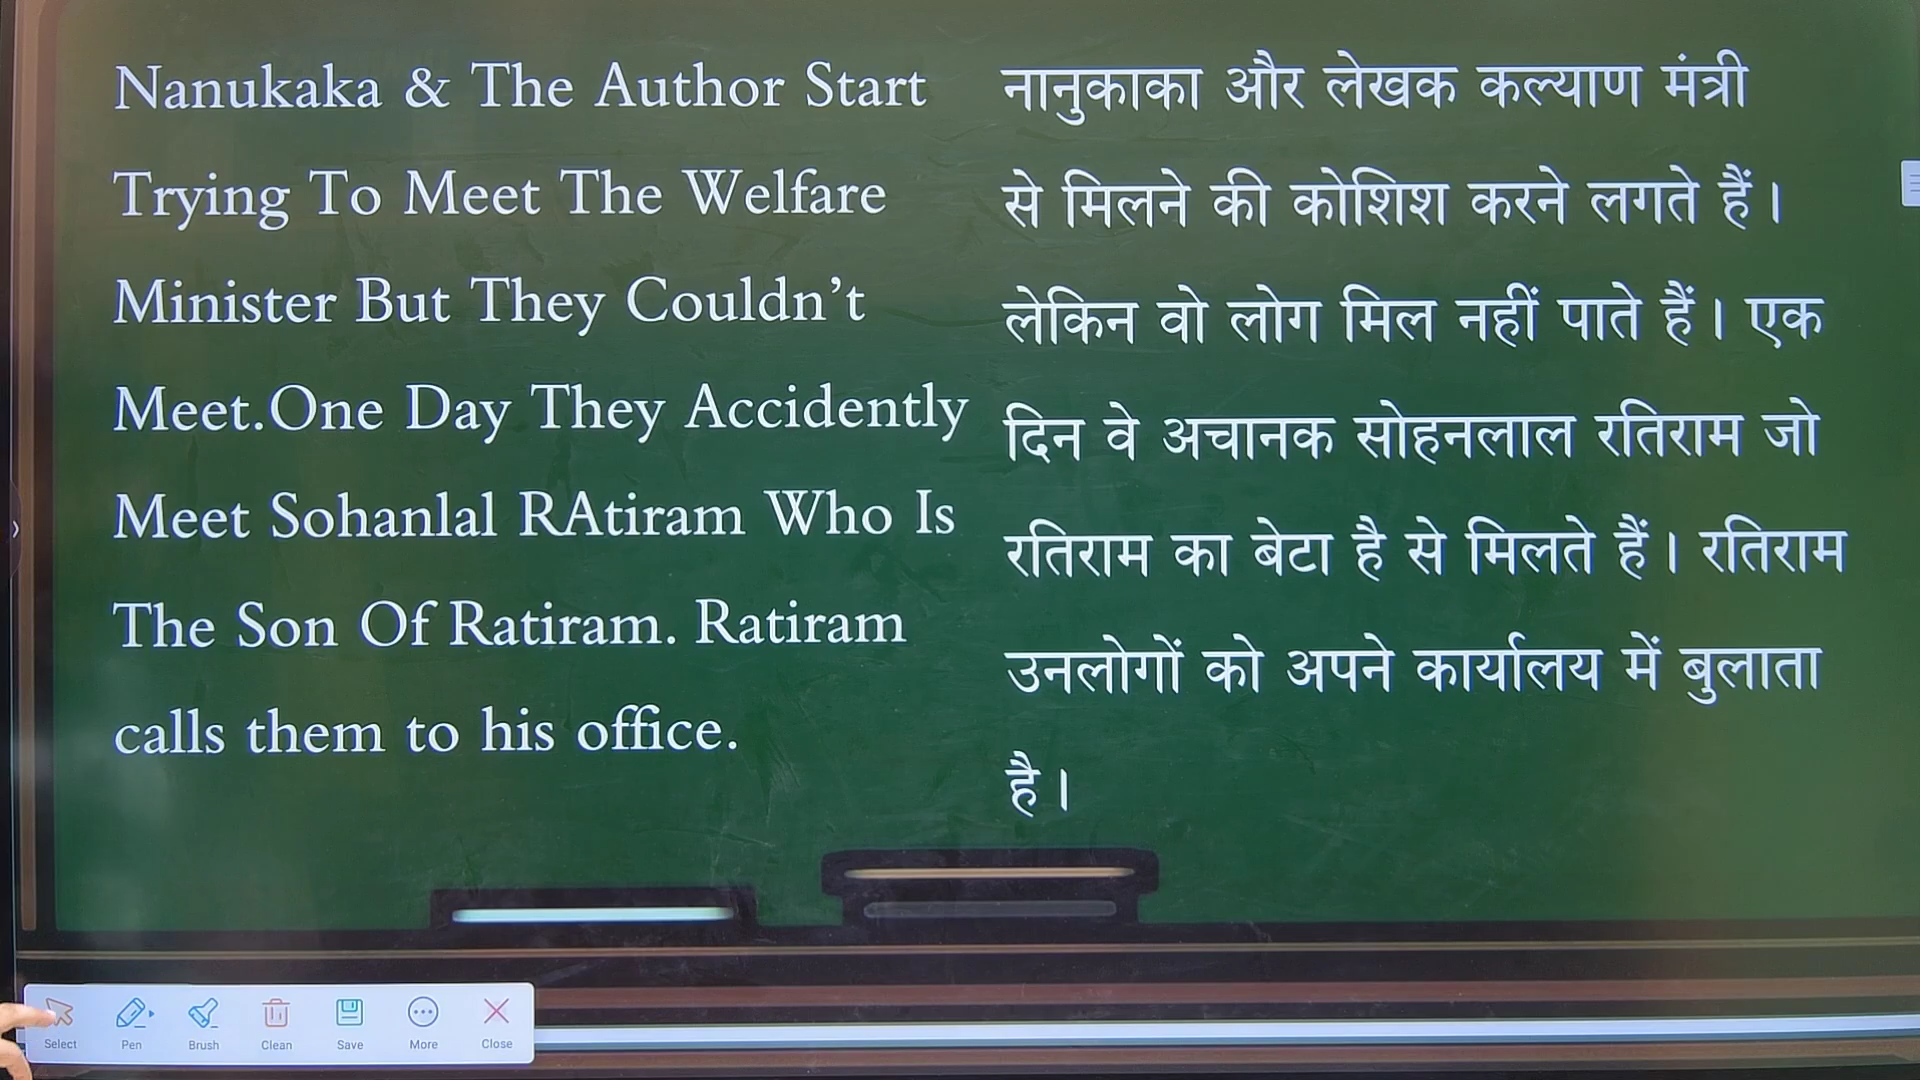 Nanukaka & The Author Start
Trying To Meet The Welfare
Minister But They Couldn’t
Meet.One Day They Accidently
Meet Sohanlal RAtiram Who Is
The Son Of Ratiram. Ratiram
calls them to his office.
नानुकाका और लेखक कल्याण मंत्री
से मिलने की कोशिश करने लगते हैं।
लेकिन वो लोग मिल नहीं पाते हैं। एक
दिन वे अचानक सोहनलाल रतिराम जो
रतिराम का बेटा है से मिलते हैं। रतिराम
उनलोगों को अपने कार्यालय में बुलाता
है।
Select Pen Brush Clean Save More Close